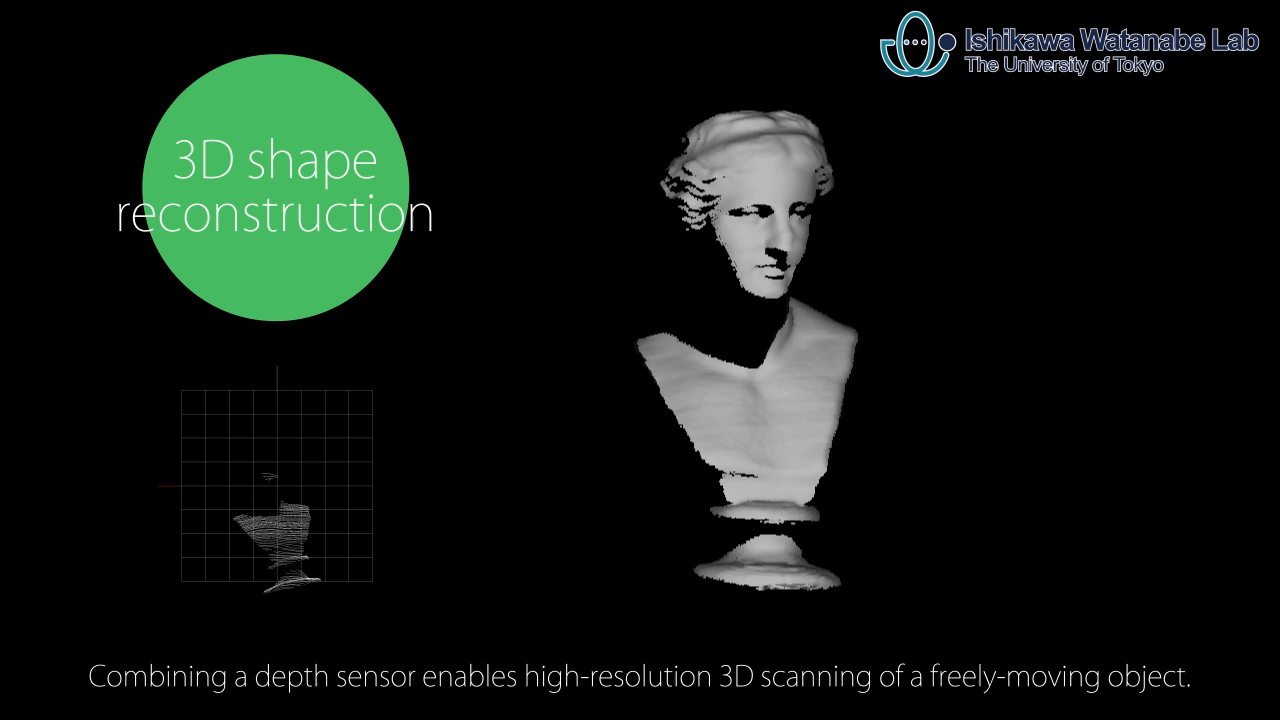 Ishikawa Watanabe Lab
The University of Tokyo
3D shape
reconstruction
Combining a depth sensor enables high-resolution 3D scanning of a freely-moving object.